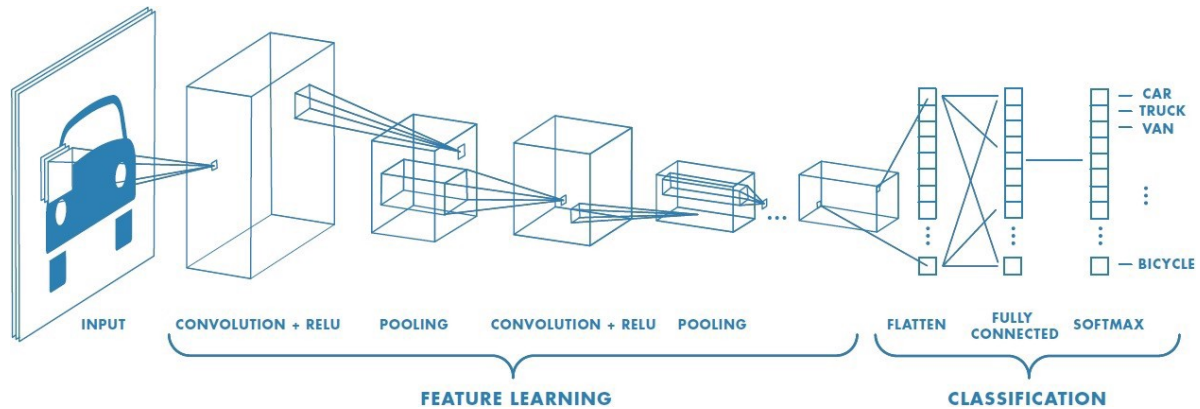 CAR
TRUCK
VAN
BICYCLE
INPUT
CONVOLUTION + RELU
POOLING
CONVOLUTION + RELU
POOLING
FLATTEN
FULLY
CONNECTED
SOFTMAX
FEATURE LEARNING
CLASSIFICATION